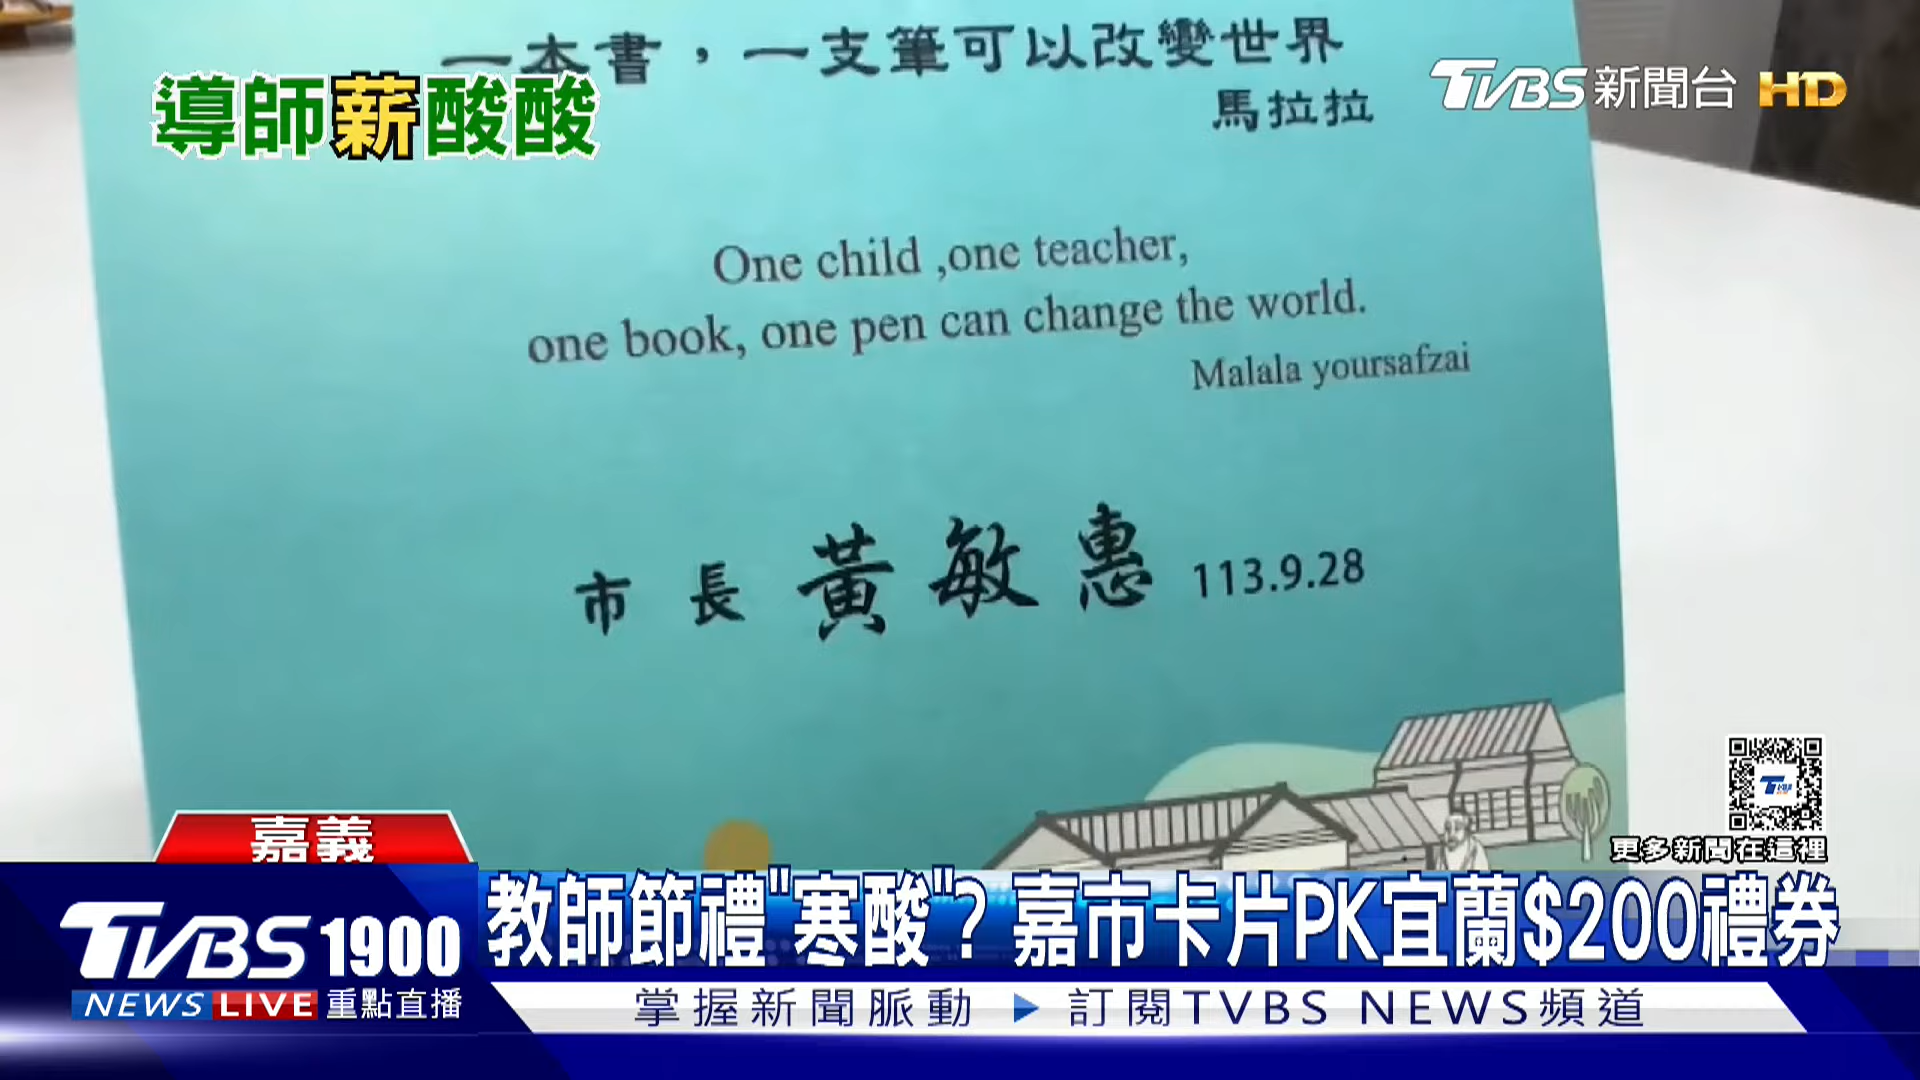 一本書，一支筆可以改變世界
馬拉拉
導師薪酸酸
TVBS新聞台 HD
One child ,one teacher,
one book, one pen can change the world.
Malala yoursafzai
市長 黃敏惠 113.9.28
TVBS
更多新聞在這裡
嘉義
教師節禮"寒酸"? 嘉市卡片PK宜蘭$200禮券
TVBS 1900
NEWS LIVE 重點直播
掌握新聞脈動 ▶ 訂閱TVBS NEWS頻道